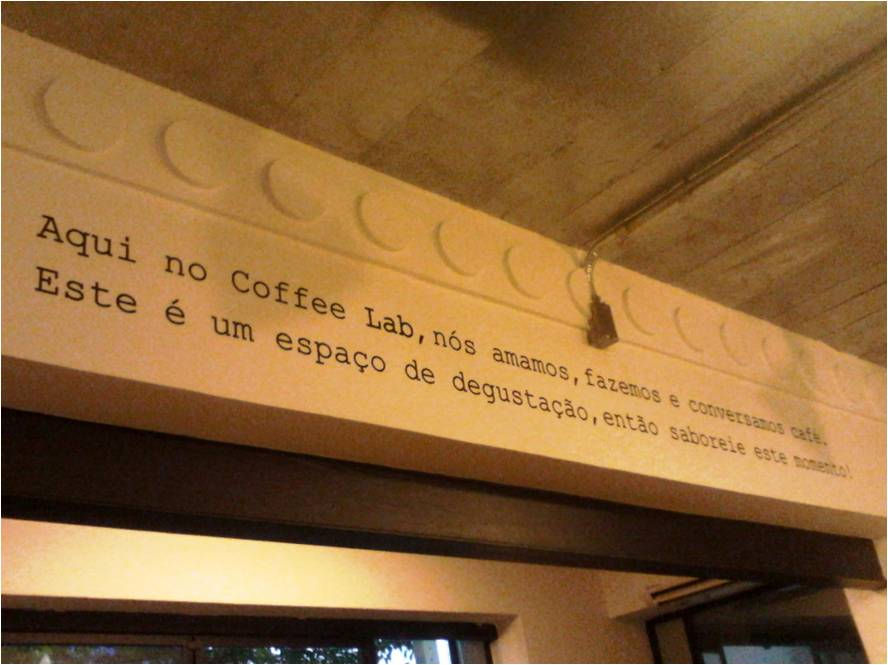 Aqui no Coffee Lab,nós amamos,fazemos e conversamos café.
Este é um espaço de degustação,então saboreie este momento!